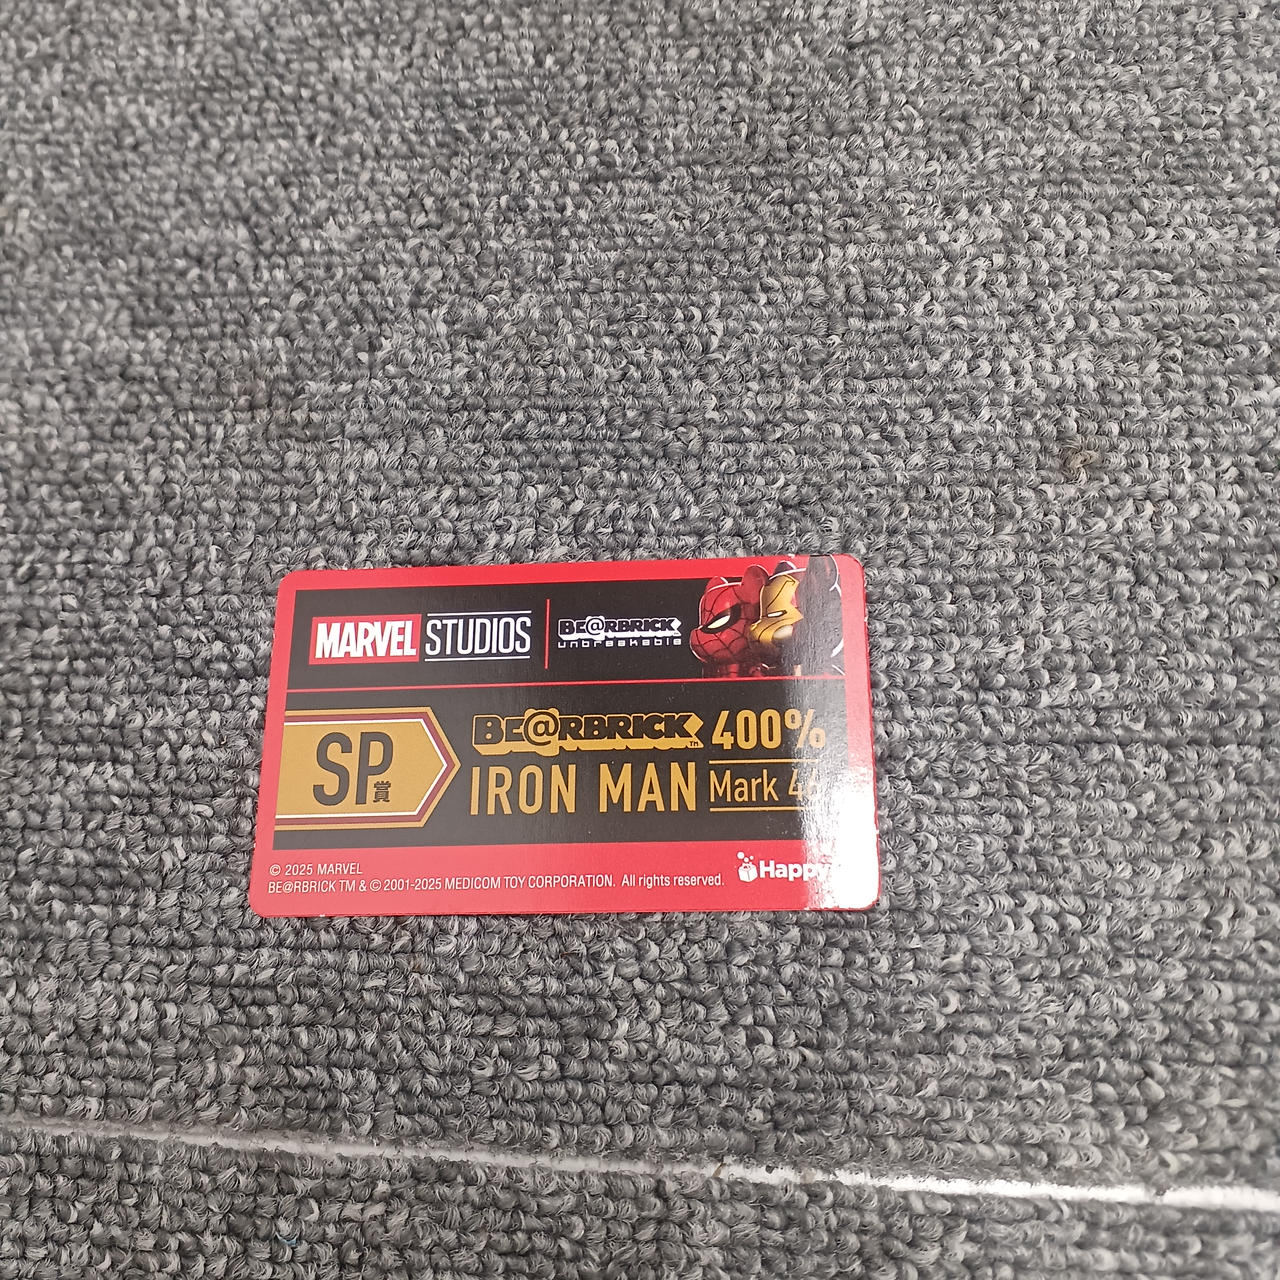 MARVEL STUDIOS
BE@RBRICK
unbreakable
SP賞
BE@RBRICK TM 400%
IRON MAN Mark
© 2025 MARVEL
BE@RBRICK TM & © 2001-2025 MEDICOM TOY CORPORATION. All rights reserved.
Happy